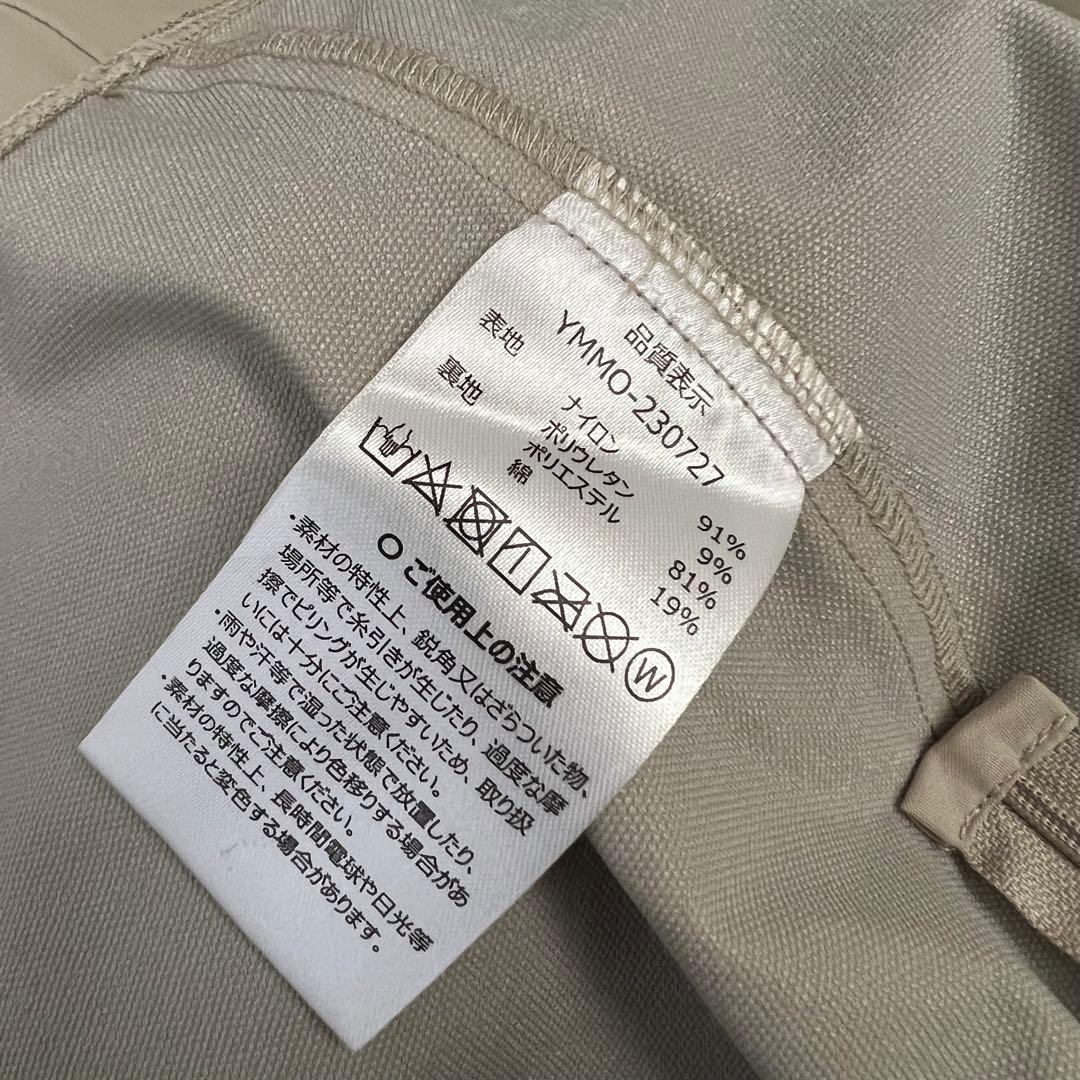 品質表示
YMMO-230727
表地 ナイロン 91%
ポリウレタン 9%
裏地 ポリエステル 81%
綿 19%
W
○ご使用上の注意
・素材の特性上、鋭角又はざらついた物、
場所等で糸引きが生じたり、過度な摩
擦でピリングが生じやすいため、取り扱
いには十分にご注意ください。
・雨や汗等で湿った状態で放置したり、
過度な摩擦により色移りする場合があ
りますのでご注意ください。
・素材の特性上、長時間電球や日光等
に当たると変色する場合があります。